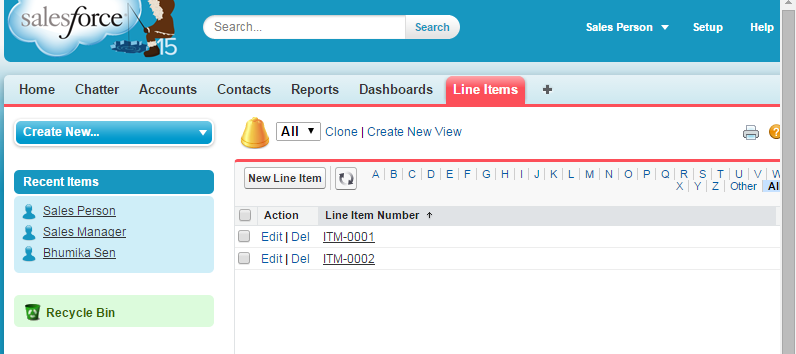 salesforce
15
Search...
Search
Sales Person
Setup
Help
Home
Chatter
Accounts
Contacts
Reports
Dashboards
Line Items
Create New...
All
Clone | Create New View
Recent Items
Sales Person
Sales Manager
Bhumika Sen
Recycle Bin
New Line Item
A | B | C | D | E | F | G | H | I | J | K | L | M | N | O | P | Q | R | S | T | U | V | W
X | Y | Z | Other | All
Action
Line Item Number
Edit | Del
ITM-0001
Edit | Del
ITM-0002